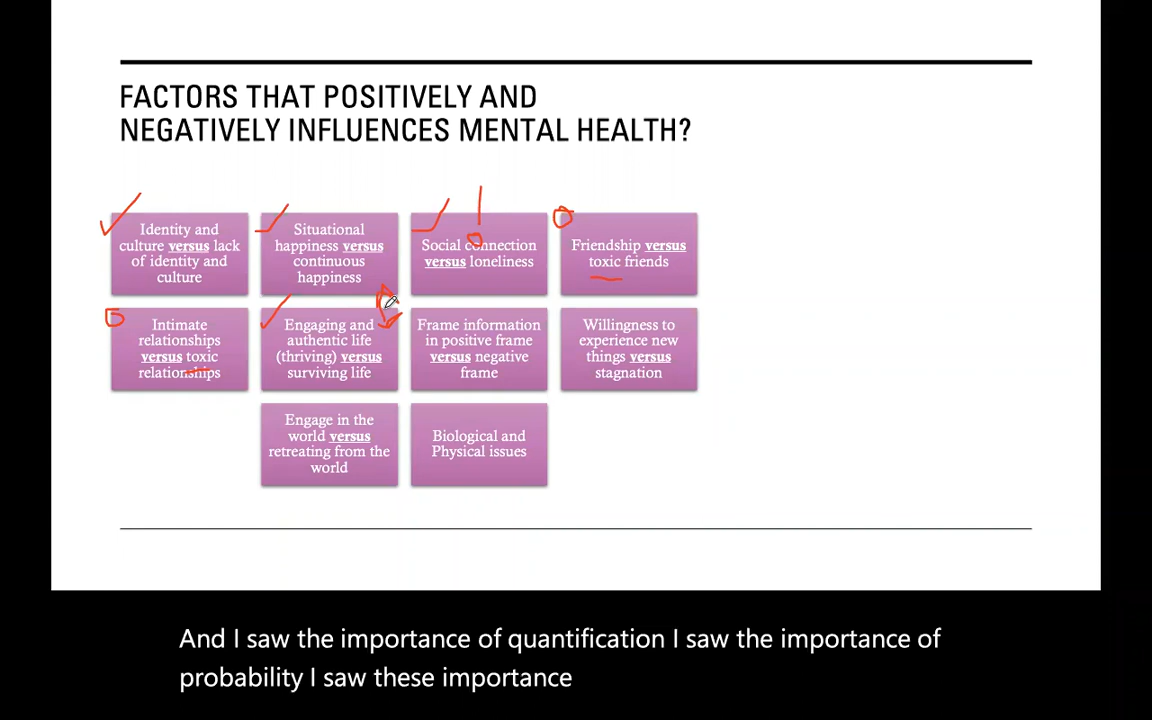 FACTORS THAT POSITIVELY AND
NEGATIVELY INFLUENCES MENTAL HEALTH?
Identity and
culture versus lack
of identity and
culture
Situational
happiness versus
continuous
happiness
Social connection
versus loneliness
Friendship versus
toxic friends
Intimate
relationships
versus toxic
relationships
Engaging and
authentic life
(thriving) versus
surviving life
Frame information
in positive frame
versus negative
frame
Willingness to
experience new
things versus
stagnation
Engage in the
world versus
retreating from the
world
Biological and
Physical issues
And I saw the importance of quantification I saw the importance of
probability I saw these importance